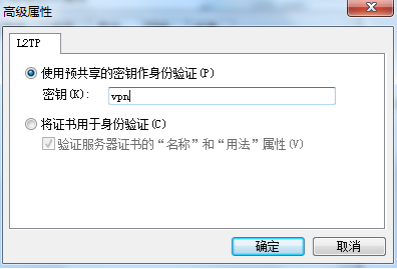 高级属性
L2TP
使用预共享的密钥作身份验证(P)
密钥(K): vpn
将证书用于身份验证(C)
验证服务器证书的“名称”和“用法”属性(V)
确定 取消